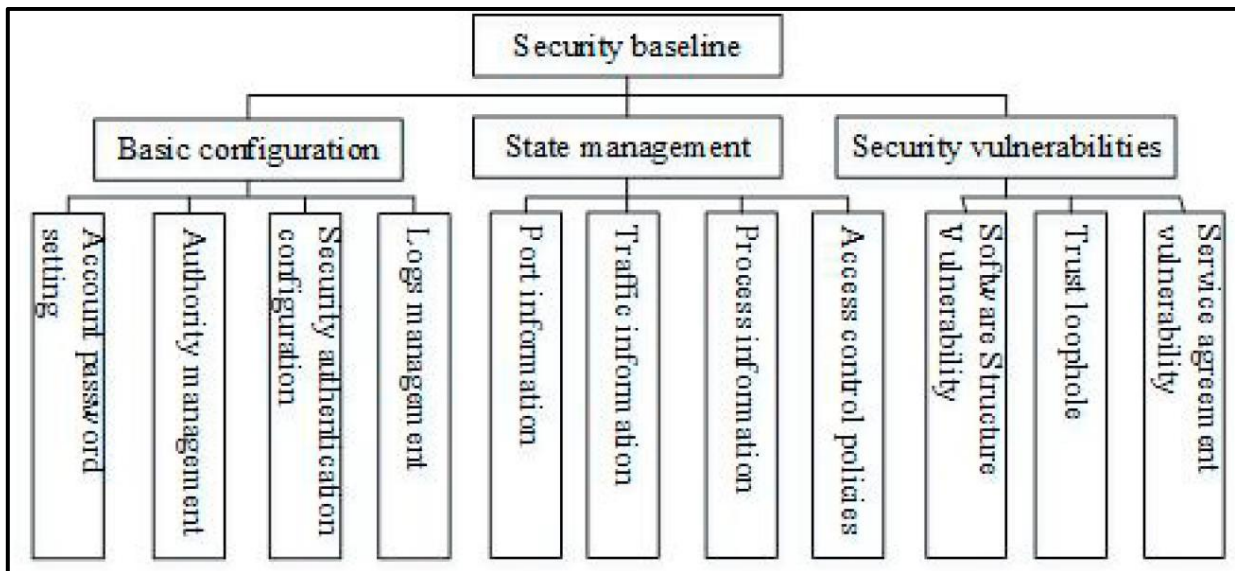 Security baseline
Basic configuration
State management
Security vulnerabilities
Account password
setting
Authority management
Security authentication
configuration
Logs management
Port information
Traffic information
Process information
Access control policies
Software Structure
Vulnerability
Trust loophole
Service agreement
vulnerability